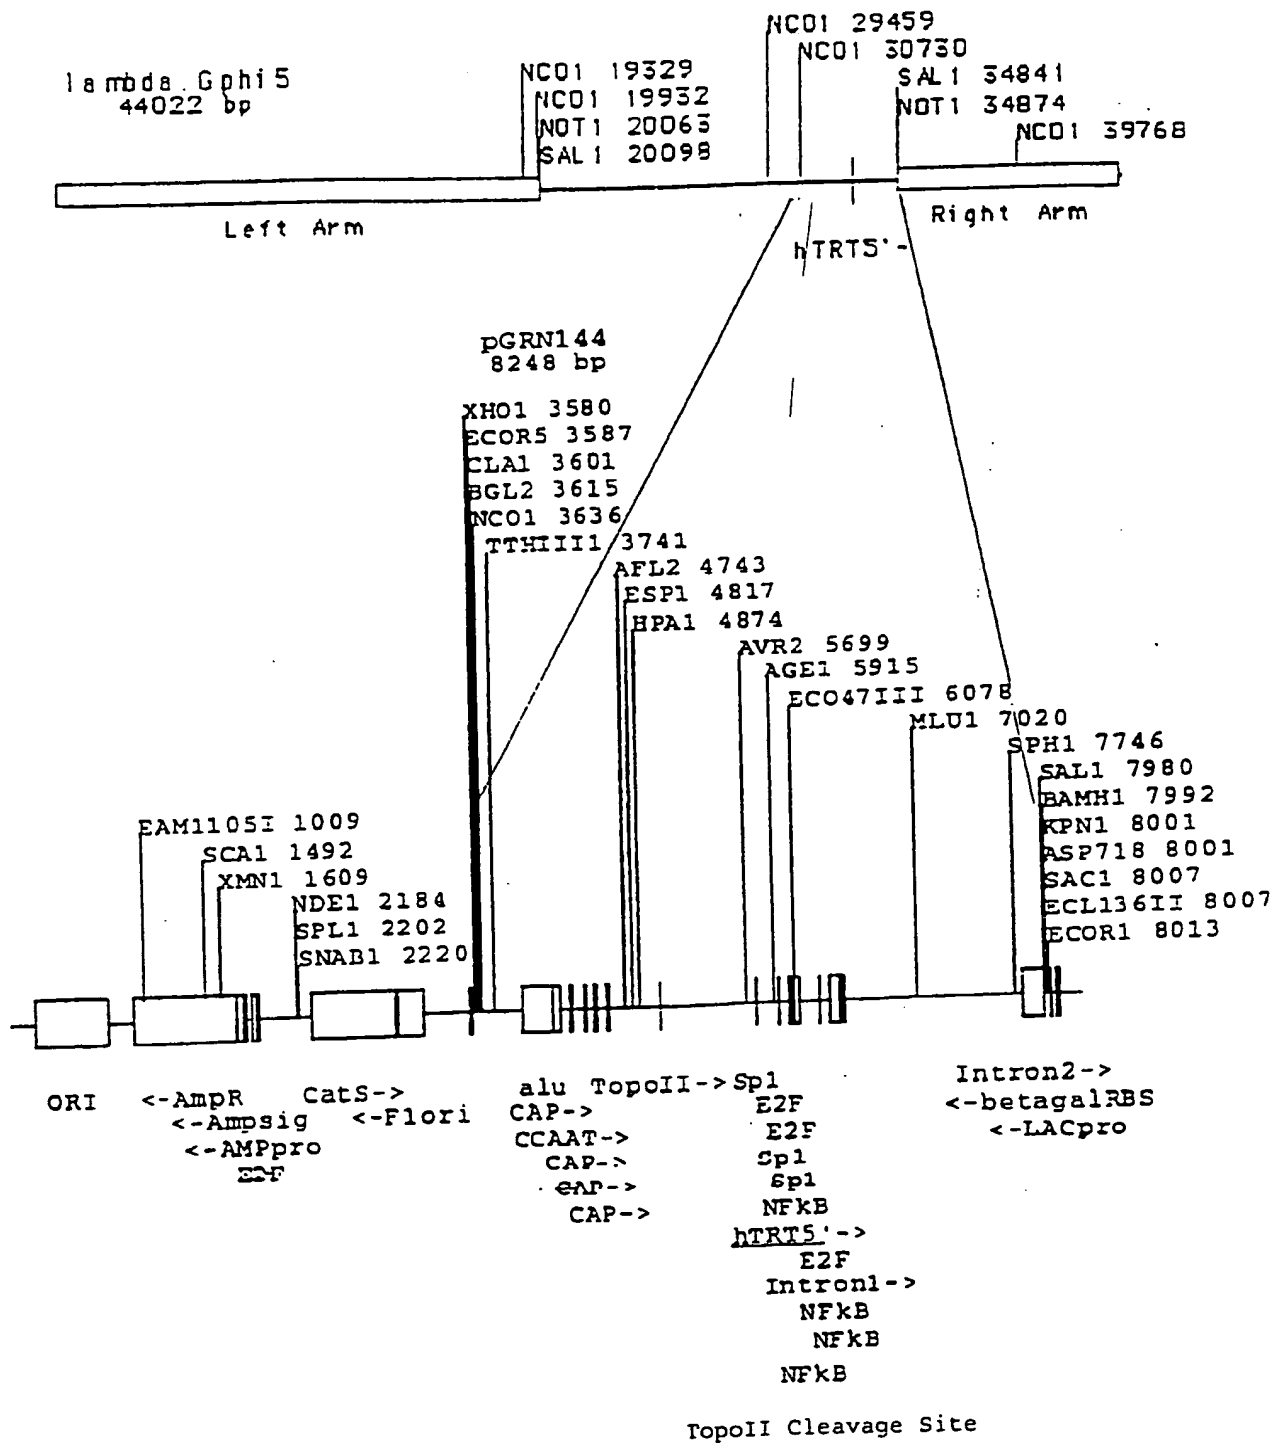 lambda.Gphi5
44022 bp
NCO1 19329
NCO1 19932
NOT1 20063
SAL1 20098
NCO1 29459
NCO1 30730
SAL1 34841
NOT1 34874
NCO1 39768
Left Arm
Right Arm
hTRT5'-
pGRN144
8248 bp
XHO1 3580
ECOR5 3587
CLA1 3601
BGL2 3615
NCO1 3636
TTHIII1 3741
AFL2 4743
ESP1 4817
HPA1 4874
AVR2 5699
AGE1 5915
ECO47III 6078
MLU1 7020
SPH1 7746
SAL1 7980
BAMH1 7992
KPN1 8001
ASP718 8001
SAC1 8007
ECL136II 8007
ECOR1 8013
EAM1105I 1009
SCA1 1492
XMN1 1609
NDE1 2184
SPL1 2202
SNAB1 2220
ORI
<-AmpR
<-Ampsig
<-AMPpro
E2F
CatS->
<-Flori
alu
TopoII->
CAP->
CCAAT->
CAP->
CAP->
CAP->
Sp1
E2F
E2F
Sp1
Sp1
NFkB
hTRT5'->
E2F
Intron1->
NFkB
NFkB
NFkB
Intron2->
<-betagalRBS
<-LACpro
TopoII Cleavage Site